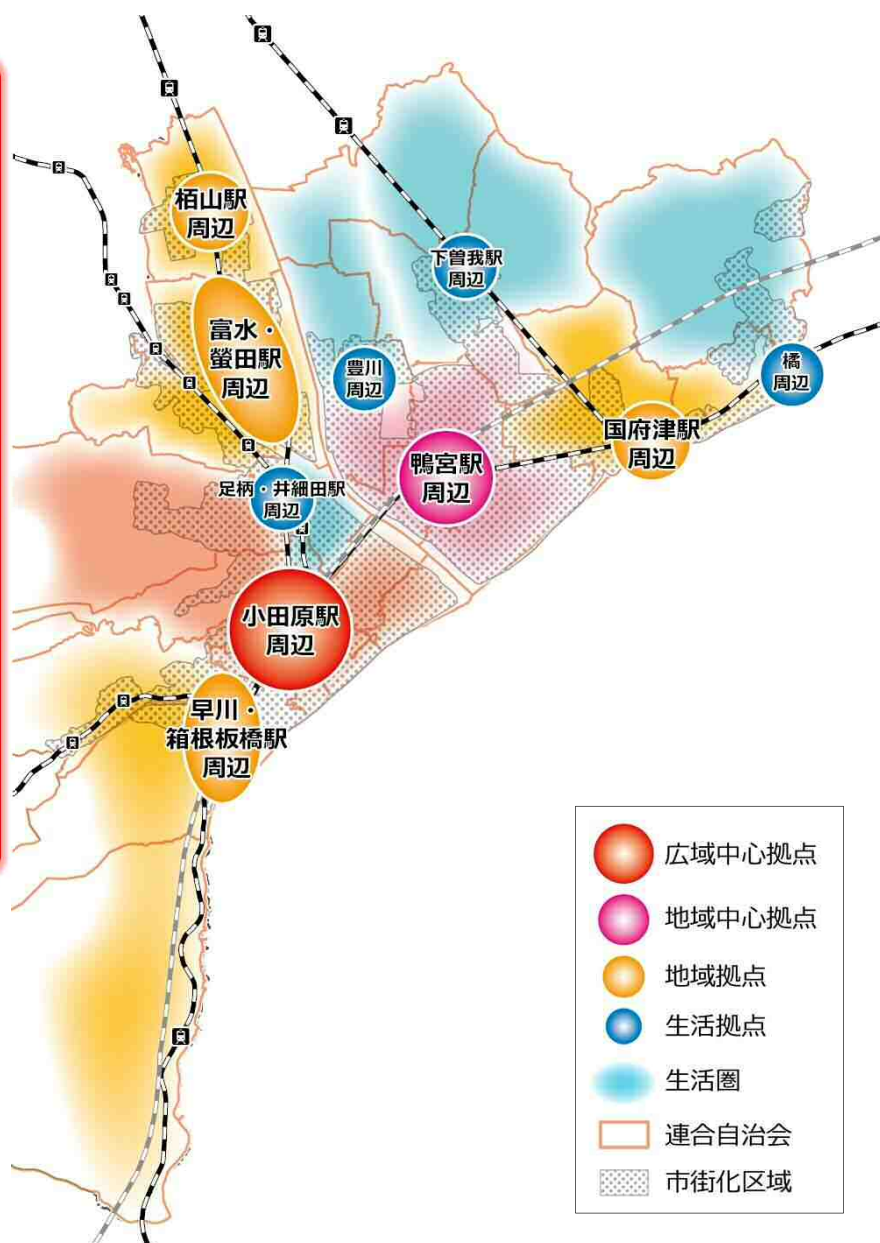 栢山駅
周辺
下曽我駅
周辺
富水・
螢田駅
周辺
豊川
周辺
橘
周辺
国府津駅
周辺
鴨宮駅
周辺
足柄・井細田駅
周辺
小田原駅
周辺
早川・
箱根板橋駅
周辺
広域中心拠点
地域中心拠点
地域拠点
生活拠点
生活圏
連合自治会
市街化区域